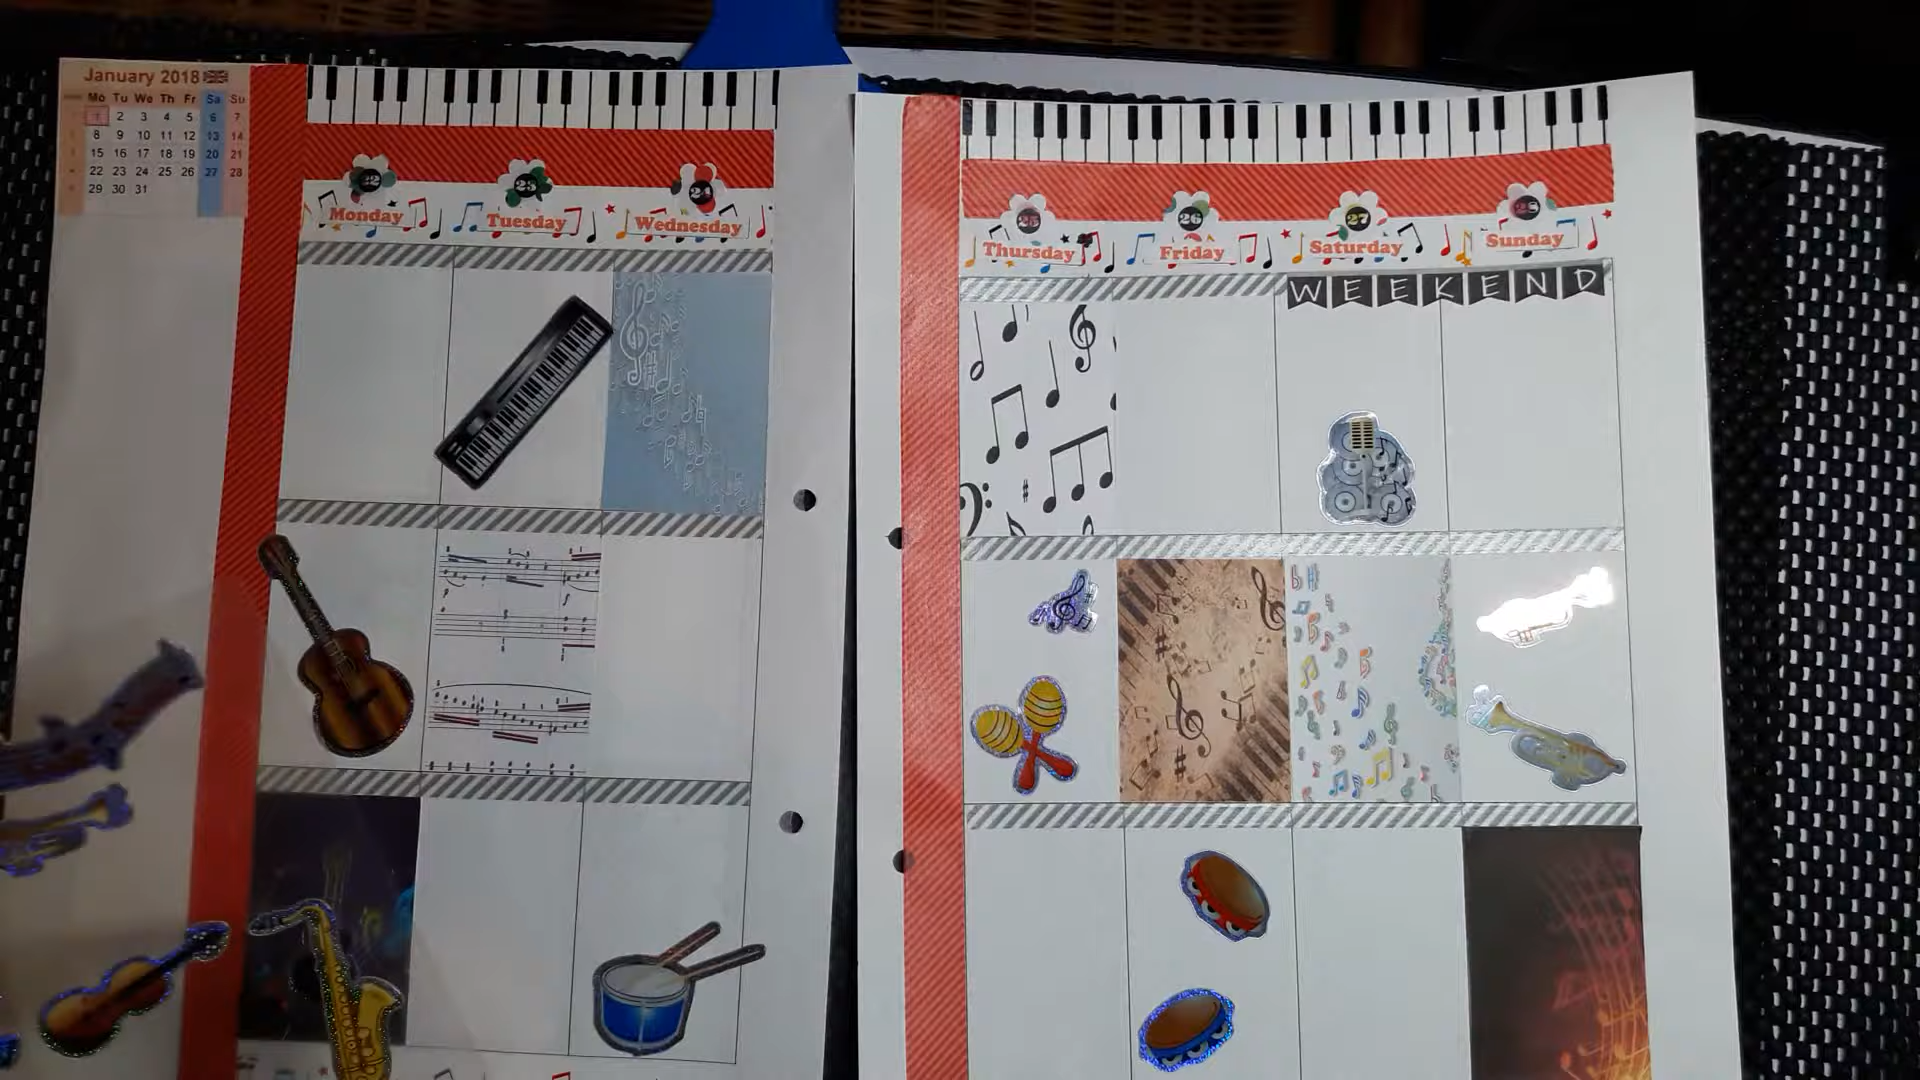 January 2018
Mo Tu We Th Fr Sa Su
1 2 3 4 5 6 7
8 9 10 11 12 13 14
15 16 17 18 19 20 21
22 23 24 25 26 27 28
29 30 31
22 23 24
Monday Tuesday Wednesday
25 26 27 28
Thursday Friday Saturday Sunday
WEEKEND